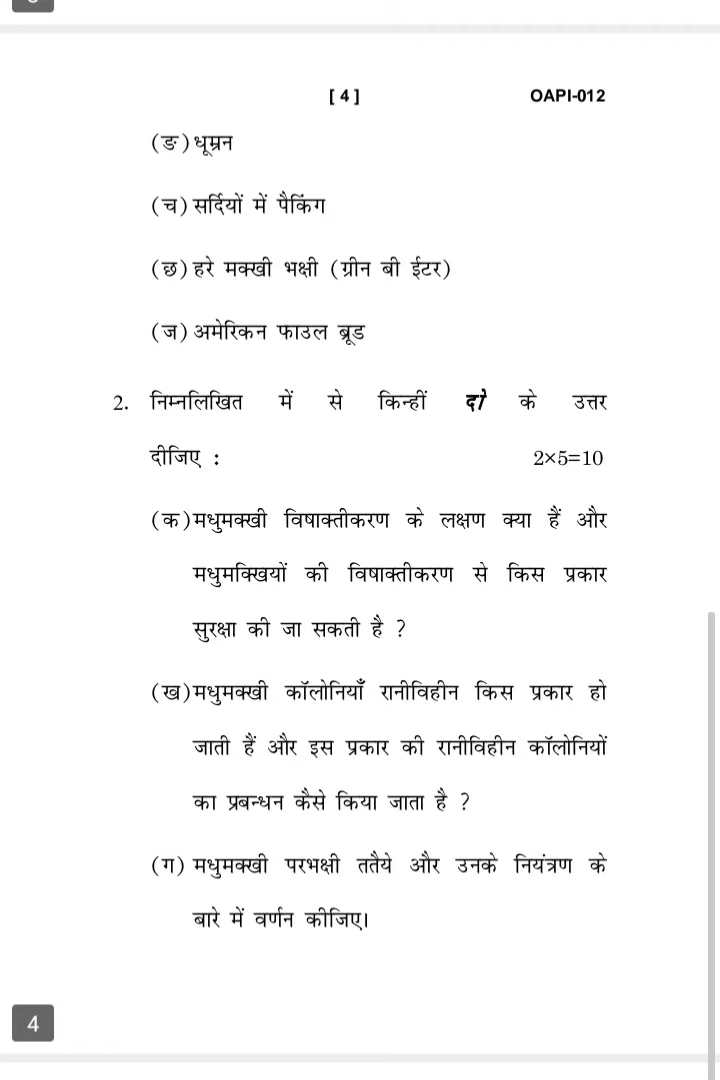 [ 4 ] OAPI-012
(ङ) धूम्रन
(च) सर्दियों में पैकिंग
(छ) हरे मक्खी भक्षी (ग्रीन बी ईटर)
(ज) अमेरिकन फाउल ब्रूड
2. निम्नलिखित में से किन्हीं दो के उत्तर
दीजिए : 2×5=10
(क) मधुमक्खी विषाक्तीकरण के लक्षण क्या हैं और
मधुमक्खियों की विषाक्तीकरण से किस प्रकार
सुरक्षा की जा सकती है ?
(ख) मधुमक्खी कॉलोनियाँ रानीविहीन किस प्रकार हो
जाती हैं और इस प्रकार की रानीविहीन कॉलोनियों
का प्रबन्धन कैसे किया जाता है ?
(ग) मधुमक्खी परभक्षी ततैये और उनके नियंत्रण के
बारे में वर्णन कीजिए।
4